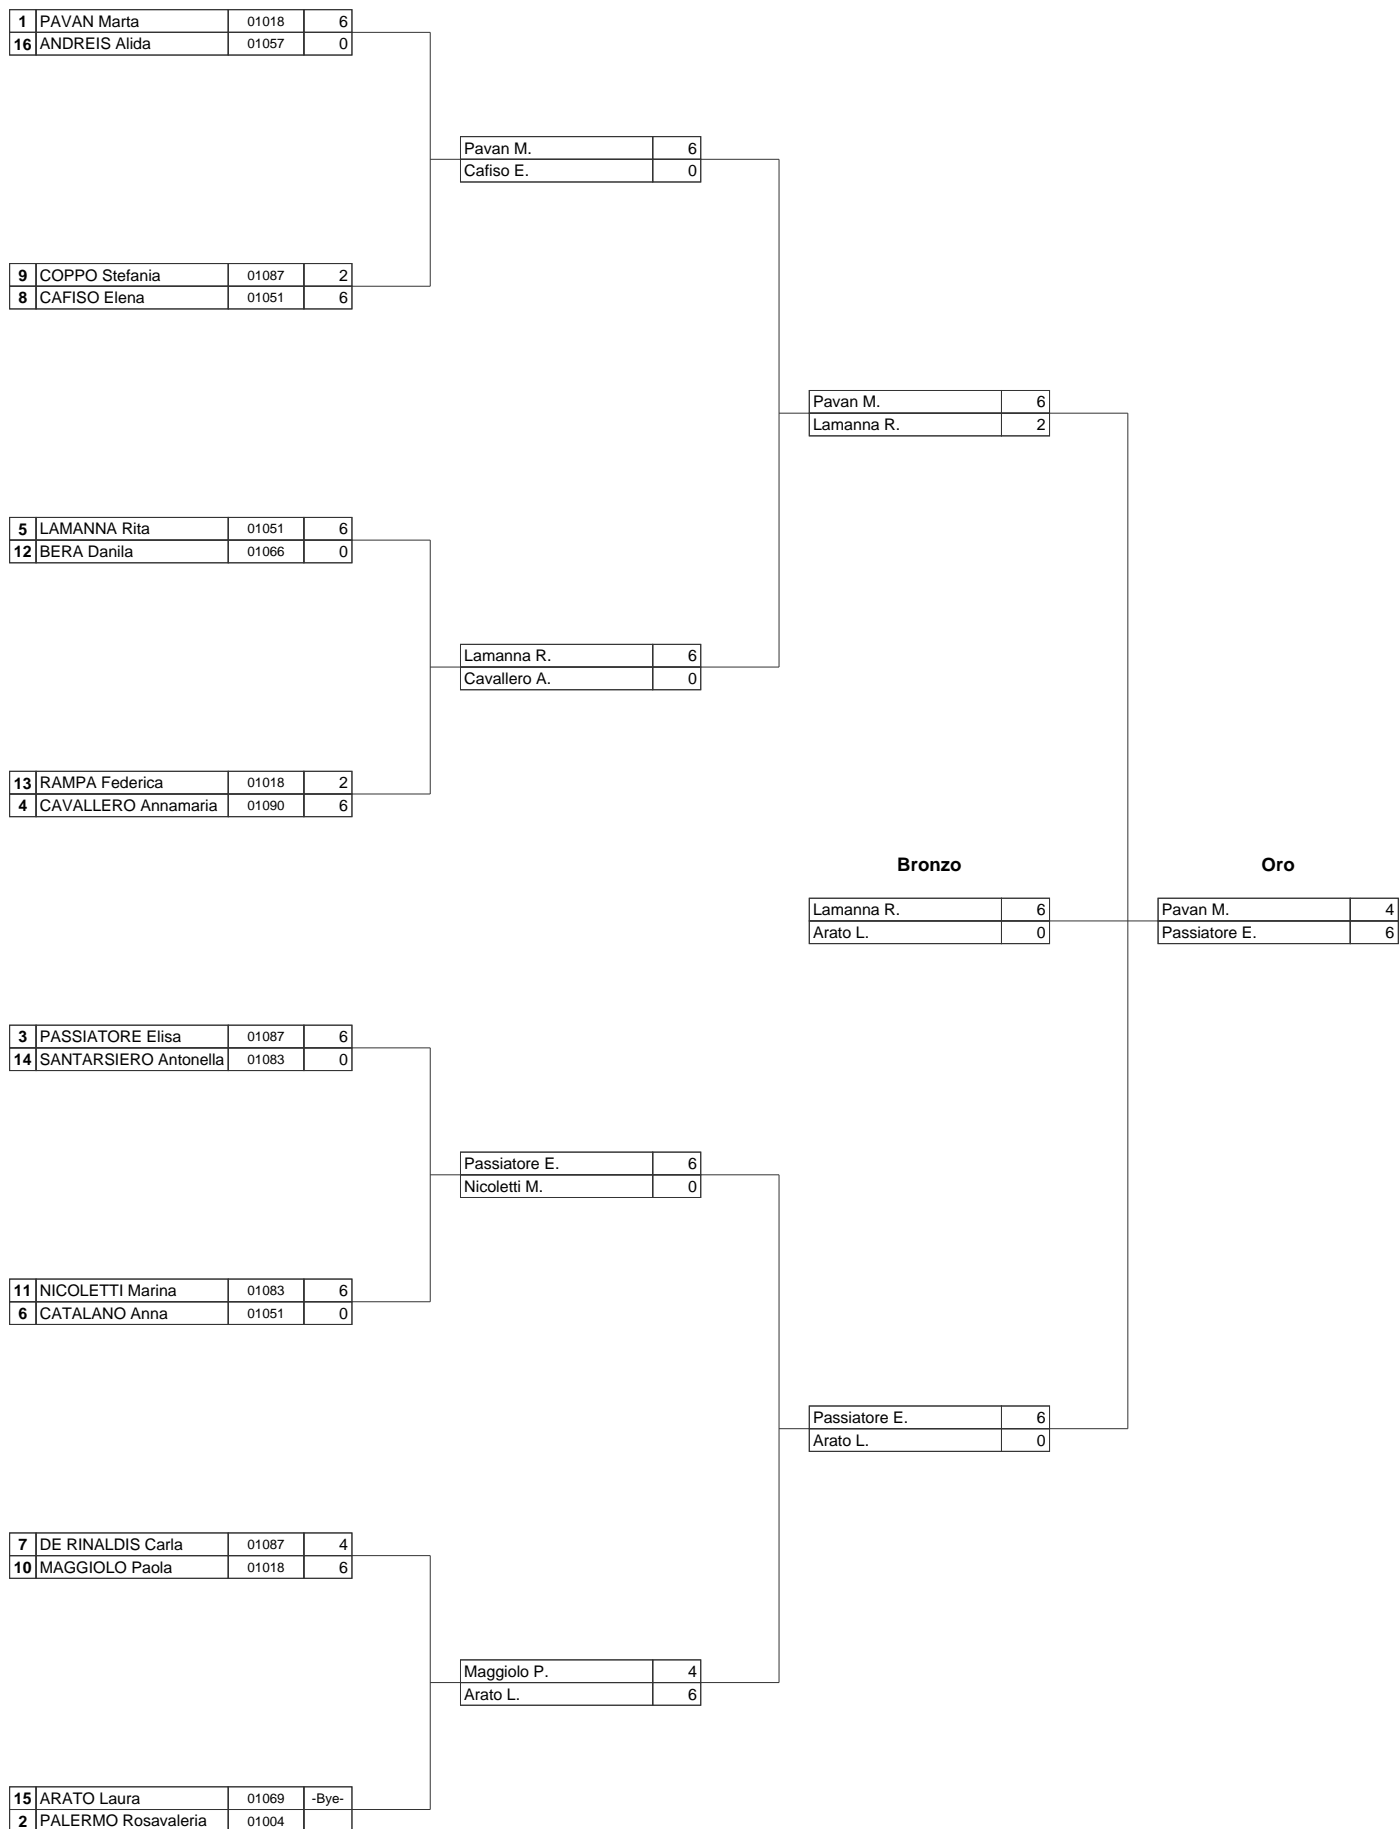 1 PAVAN Marta 01018 6
16 ANDREIS Alida 01057 0
Pavan M. 6
Cafiso E. 0
9 COPPO Stefania 01087 2
8 CAFISO Elena 01051 6
Pavan M. 6
Lamanna R. 2
5 LAMANNA Rita 01051 6
12 BERA Danila 01066 0
Lamanna R. 6
Cavallero A. 0
13 RAMPA Federica 01018 2
4 CAVALLERO Annamaria 01090 6
Bronzo Oro
Lamanna R. 6 Pavan M. 4
Arato L. 0 Passiatore E. 6
3 PASSIATORE Elisa 01087 6
14 SANTARSIERO Antonella 01083 0
Passiatore E. 6
Nicoletti M. 0
11 NICOLETTI Marina 01083 6
6 CATALANO Anna 01051 0
Passiatore E. 6
Arato L. 0
7 DE RINALDIS Carla 01087 4
10 MAGGIOLO Paola 01018 6
Maggiolo P. 4
Arato L. 6
15 ARATO Laura 01069 -Bye-
2 PALERMO Rosavaleria 01004